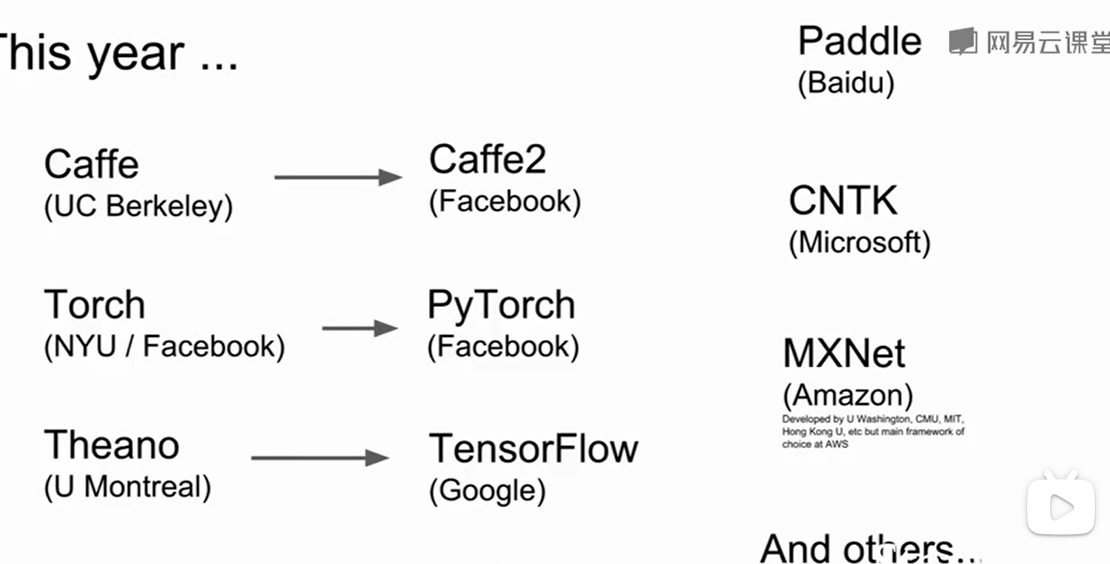 This year ...
Caffe
(UC Berkeley)
Caffe2
(Facebook)
Torch
(NYU / Facebook)
PyTorch
(Facebook)
Theano
(U Montreal)
TensorFlow
(Google)
Paddle
(Baidu)
网易云课堂
CNTK
(Microsoft)
MXNet
(Amazon)
Developed by U Washington, CMU, MIT,
Hong Kong U, etc but main framework of
choice at AWS
And others...